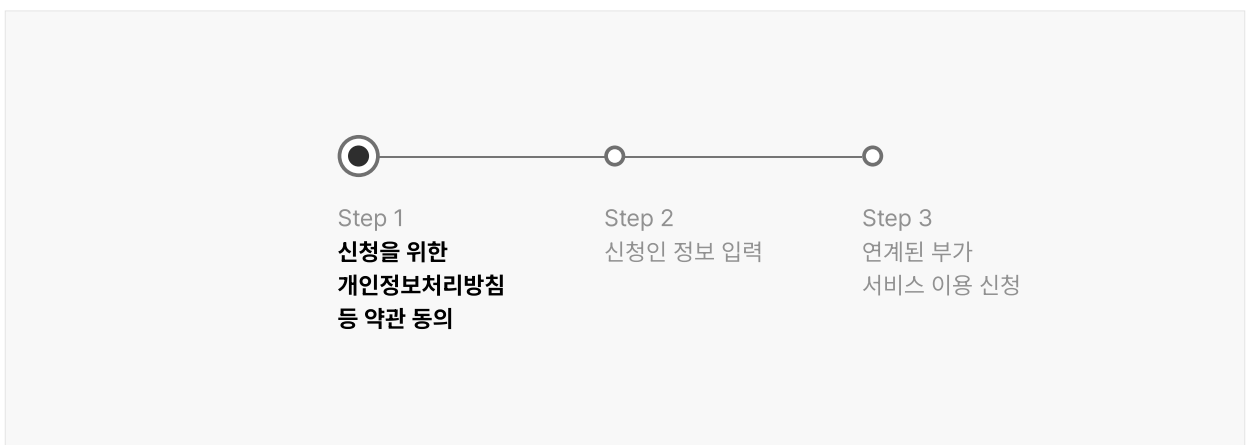 Step 1
신청을 위한
개인정보처리방침
등 약관 동의
Step 2
신청인 정보 입력
Step 3
연계된 부가
서비스 이용 신청